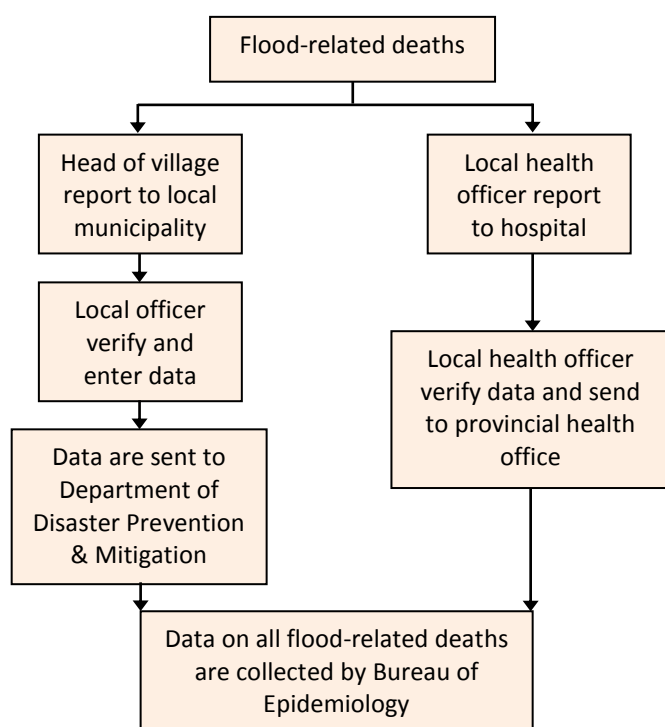 Flood-related deaths
Head of village
report to local
municipality
Local officer
verify and
enter data
Data are sent to
Department of
Disaster Prevention
& Mitigation
Local health
officer report
to hospital
Local health officer
verify data and send
to provincial health
office
Data on all flood-related deaths
are collected by Bureau of
Epidemiology